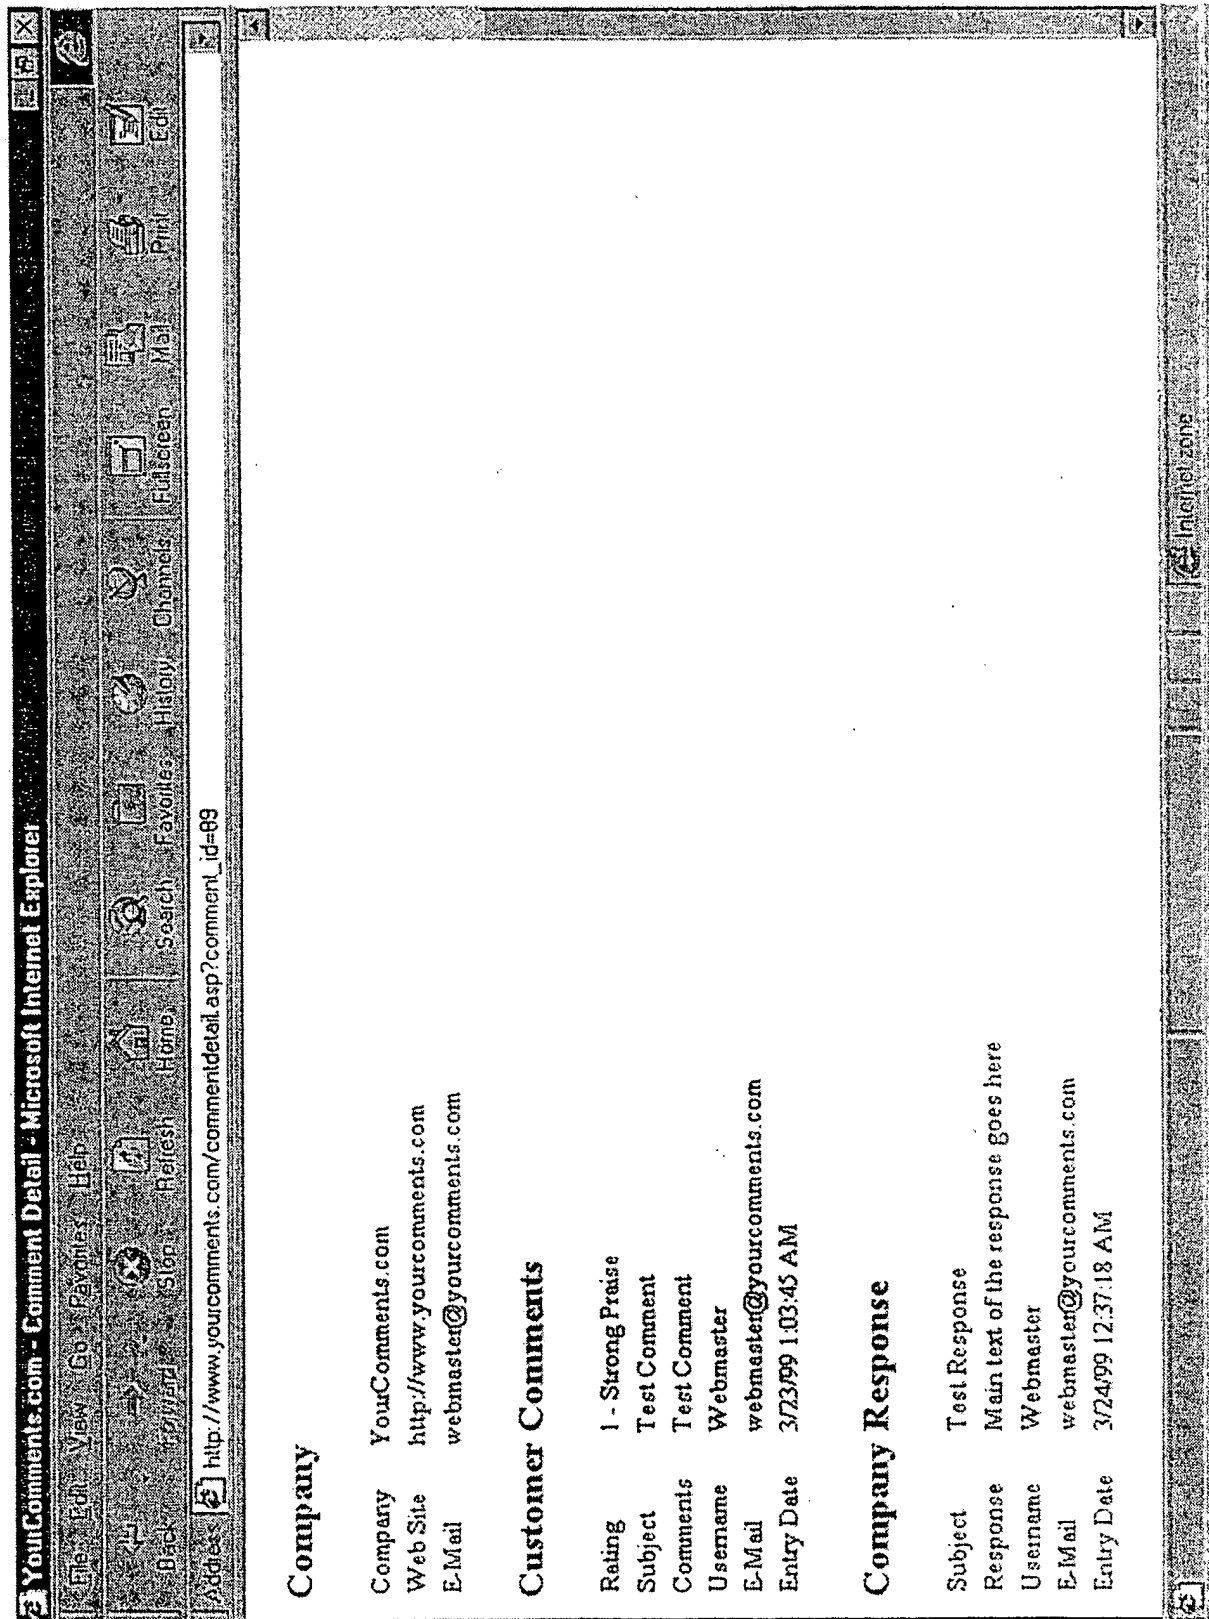 YourComments.com - Comment Detail - Microsoft Internet Explorer
File Edit View Go Favorites Help
Back Forward Stop Refresh Home Search Favorites History Channels Fullscreen Mail Print Edit
Address http://www.yourcomments.com/commentdetail.asp?comment_id=89
Company
Company YourComments.com
Web Site http://www.yourcomments.com
E-Mail webmaster@yourcomments.com
Customer Comments
Rating 1 - Strong Praise
Subject Test Comment
Comments Test Comment
Username Webmaster
E-Mail webmaster@yourcomments.com
Entry Date 3/23/99 1:03:45 AM
Company Response
Subject Test Response
Response Main text of the response goes here
Username Webmaster
E-Mail webmaster@yourcomments.com
Entry Date 3/24/99 12:37:18 AM
Internet zone